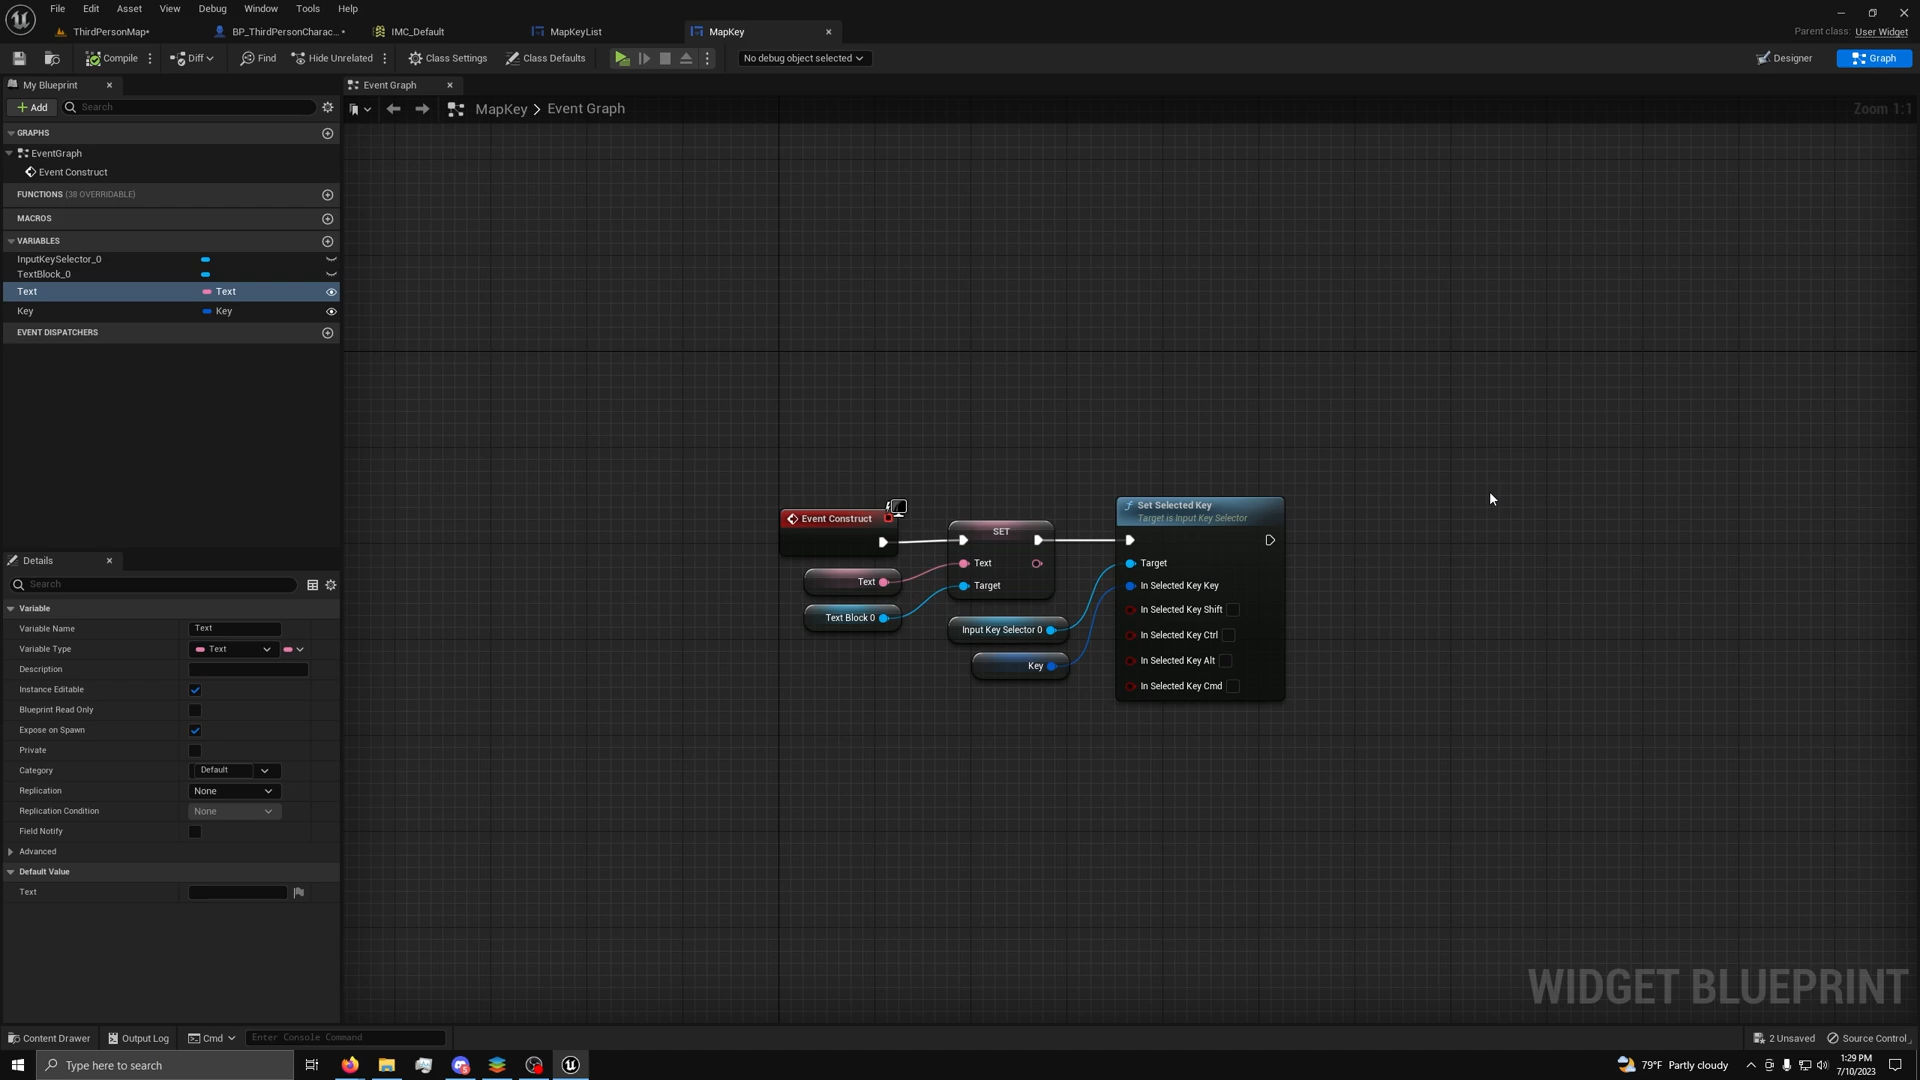 File Edit Asset View Debug Window Tools Help
ThirdPersonMap* BP_ThirdPersonCharac...* IMC_Default MapKeyList MapKey
Parent class: User Widget
Compile Diff Find Hide Unrelated Class Settings Class Defaults No debug object selected Designer Graph
My Blueprint
Event Graph
Add Search
MapKey > Event Graph
Zoom 1:1
GRAPHS
EventGraph
Event Construct
FUNCTIONS (38 OVERRIDABLE)
MACROS
VARIABLES
InputKeySelector_0
TextBlock_0
Text Text
Key Key
EVENT DISPATCHERS
Event Construct
Text
Text Block 0
SET
Text
Target
Input Key Selector 0
Key
Set Selected Key
Target is Input Key Selector
Target
In Selected Key Key
In Selected Key Shift
In Selected Key Ctrl
In Selected Key Alt
In Selected Key Cmd
Details
Search
Variable
Variable Name Text
Variable Type Text
Description
Instance Editable
Blueprint Read Only
Expose on Spawn
Private
Category Default
Replication None
Replication Condition None
Field Notify
Advanced
Default Value
Text
WIDGET BLUEPRINT
Content Drawer Output Log Cmd Enter Console Command 2 Unsaved Source Control
Type here to search
79°F Partly cloudy
1:29 PM
7/10/2023